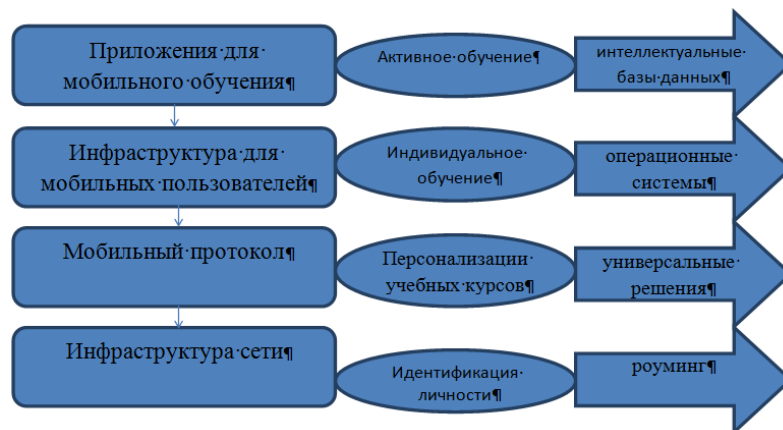 Приложения для
мобильного обучения¶
Активное обучение¶
интеллектуальные
базы данных¶
Инфраструктура для
мобильных пользователей¶
Индивидуальное
обучение¶
операционные
системы¶
Мобильный протокол¶
Персонализации
учебных курсов¶
универсальные
решения¶
Инфраструктура сети¶
Идентификация
личности¶
роуминг¶